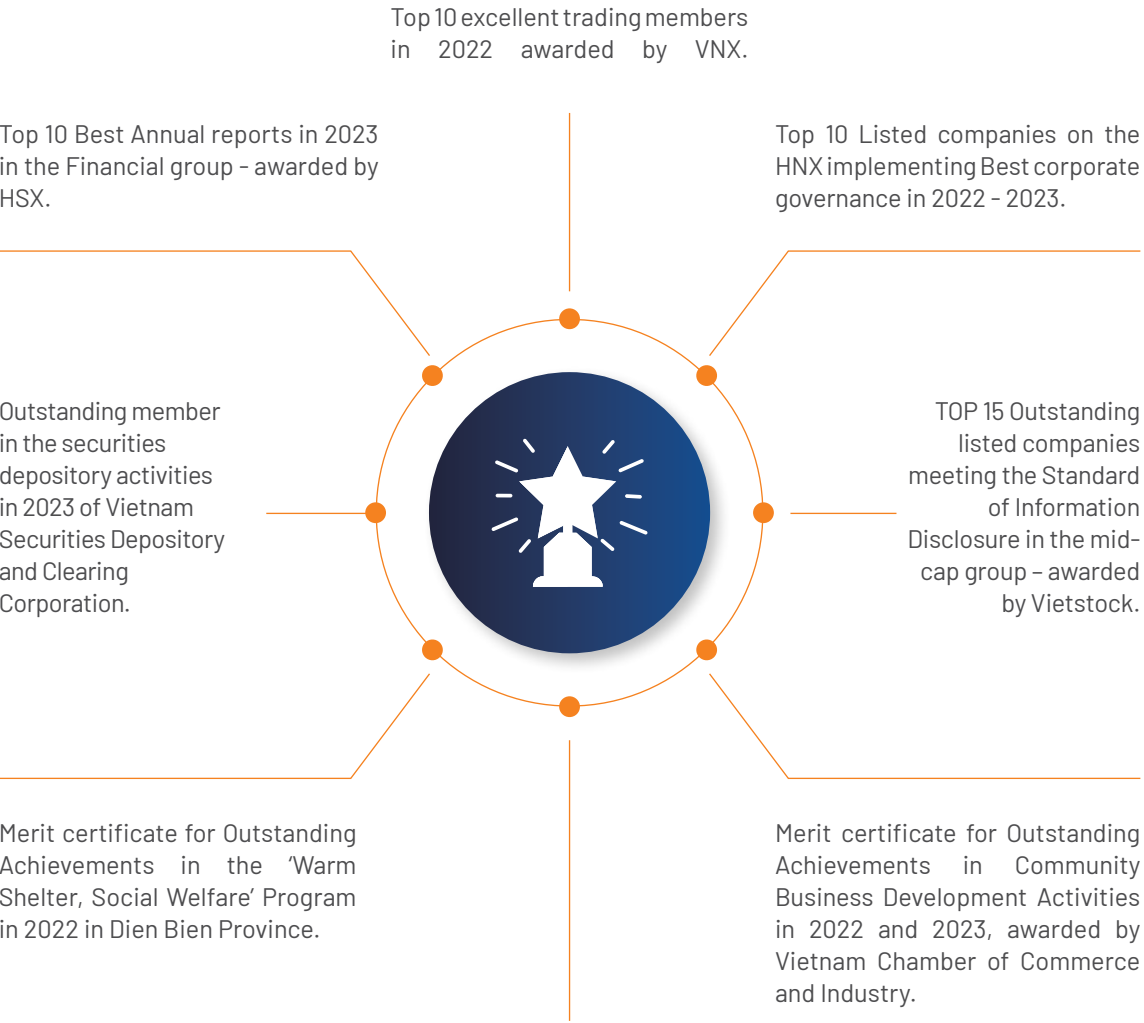 Top 10 excellent trading members
in 2022 awarded by VNX.
Top 10 Best Annual reports in 2023
in the Financial group - awarded by
HSX.
Top 10 Listed companies on the
HNX implementing Best corporate
governance in 2022 - 2023.
Outstanding member
in the securities
depository activities
in 2023 of Vietnam
Securities Depository
and Clearing
Corporation.
TOP 15 Outstanding
listed companies
meeting the Standard
of Information
Disclosure in the mid-
cap group – awarded
by Vietstock.
Merit certificate for Outstanding
Achievements in the ‘Warm
Shelter, Social Welfare’ Program
in 2022 in Dien Bien Province.
Merit certificate for Outstanding
Achievements in Community
Business Development Activities
in 2022 and 2023, awarded by
Vietnam Chamber of Commerce
and Industry.